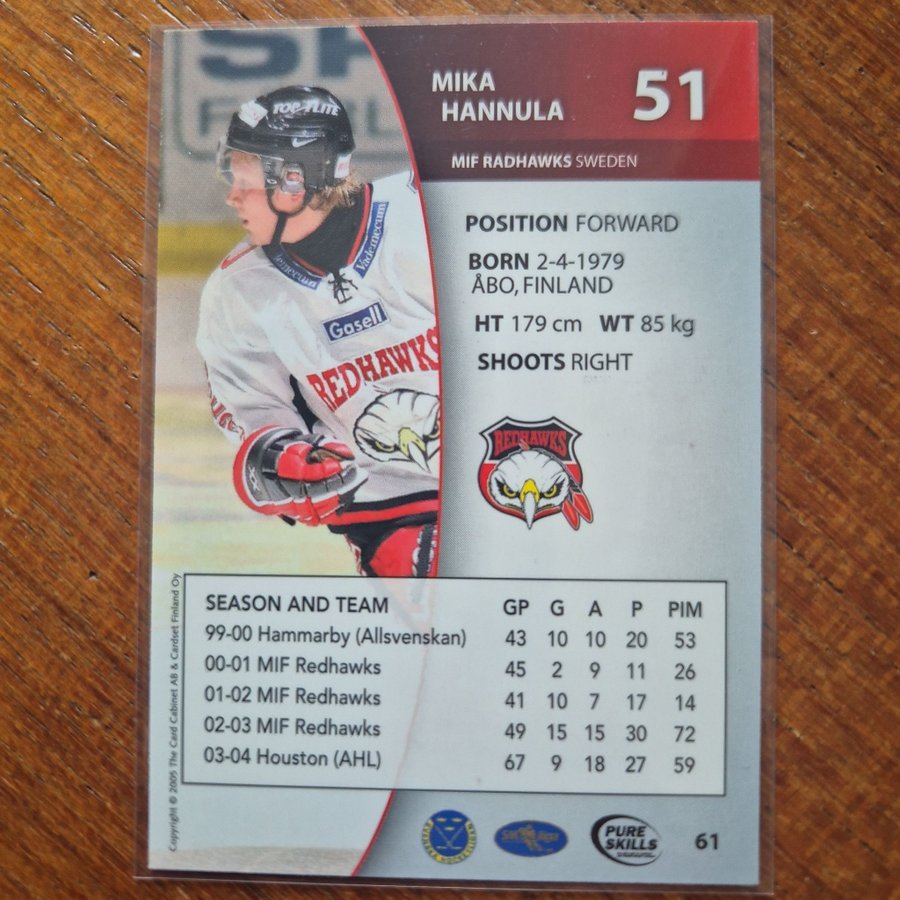 MIKA
HANNULA
51
MIF RADHAWKS SWEDEN
TOP-FLITE
Vademecum
Gasell
REDHAWKS
POSITION FORWARD
BORN 2-4-1979
ÅBO, FINLAND
HT 179 cm WT 85 kg
SHOOTS RIGHT
REDHAWKS
SEASON AND TEAM GP G A P PIM
99-00 Hammarby (Allsvenskan) 43 10 10 20 53
00-01 MIF Redhawks 45 2 9 11 26
01-02 MIF Redhawks 41 10 7 17 14
02-03 MIF Redhawks 49 15 15 30 72
03-04 Houston (AHL) 67 9 18 27 59
Copyright © 2005 The Card Cabinet AB & Cardset Finland Oy
PURE
SKILLS
61